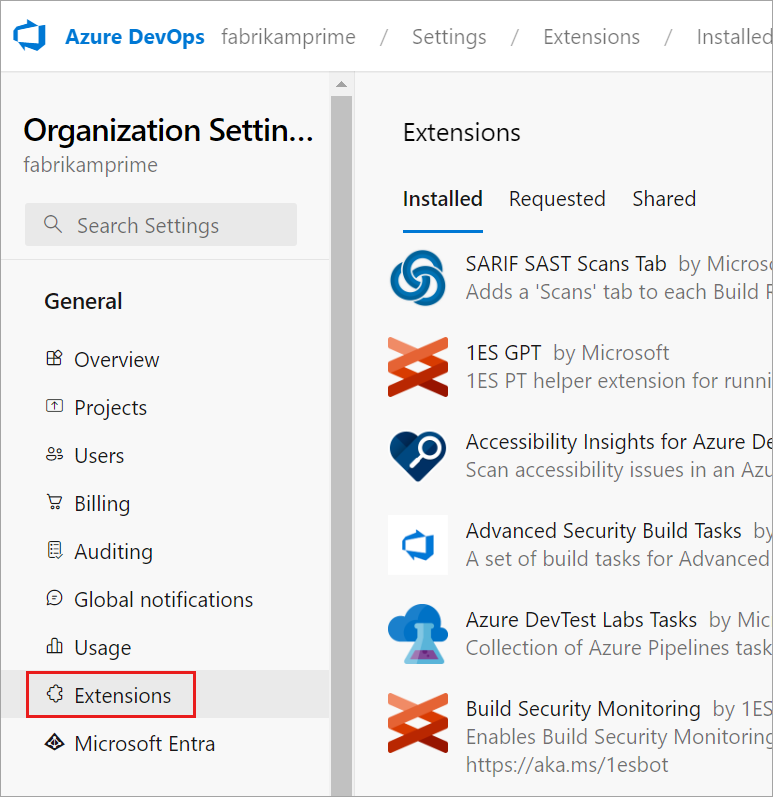 Azure DevOps fabrikamprime / Settings / Extensions / Installed
Organization Settin...
fabrikamprime
Search Settings
General
Overview
Projects
Users
Billing
Auditing
Global notifications
Usage
Extensions
Microsoft Entra
Extensions
Installed Requested Shared
SARIF SAST Scans Tab by Micros
Adds a 'Scans' tab to each Build
1ES GPT by Microsoft
1ES PT helper extension for runni
Accessibility Insights for Azure De
Scan accessibility issues in an Azu
Advanced Security Build Tasks by
A set of build tasks for Advanced
Azure DevTest Labs Tasks by Mic
Collection of Azure Pipelines task
Build Security Monitoring by 1ES
Enables Build Security Monitoring
https://aka.ms/1esbot